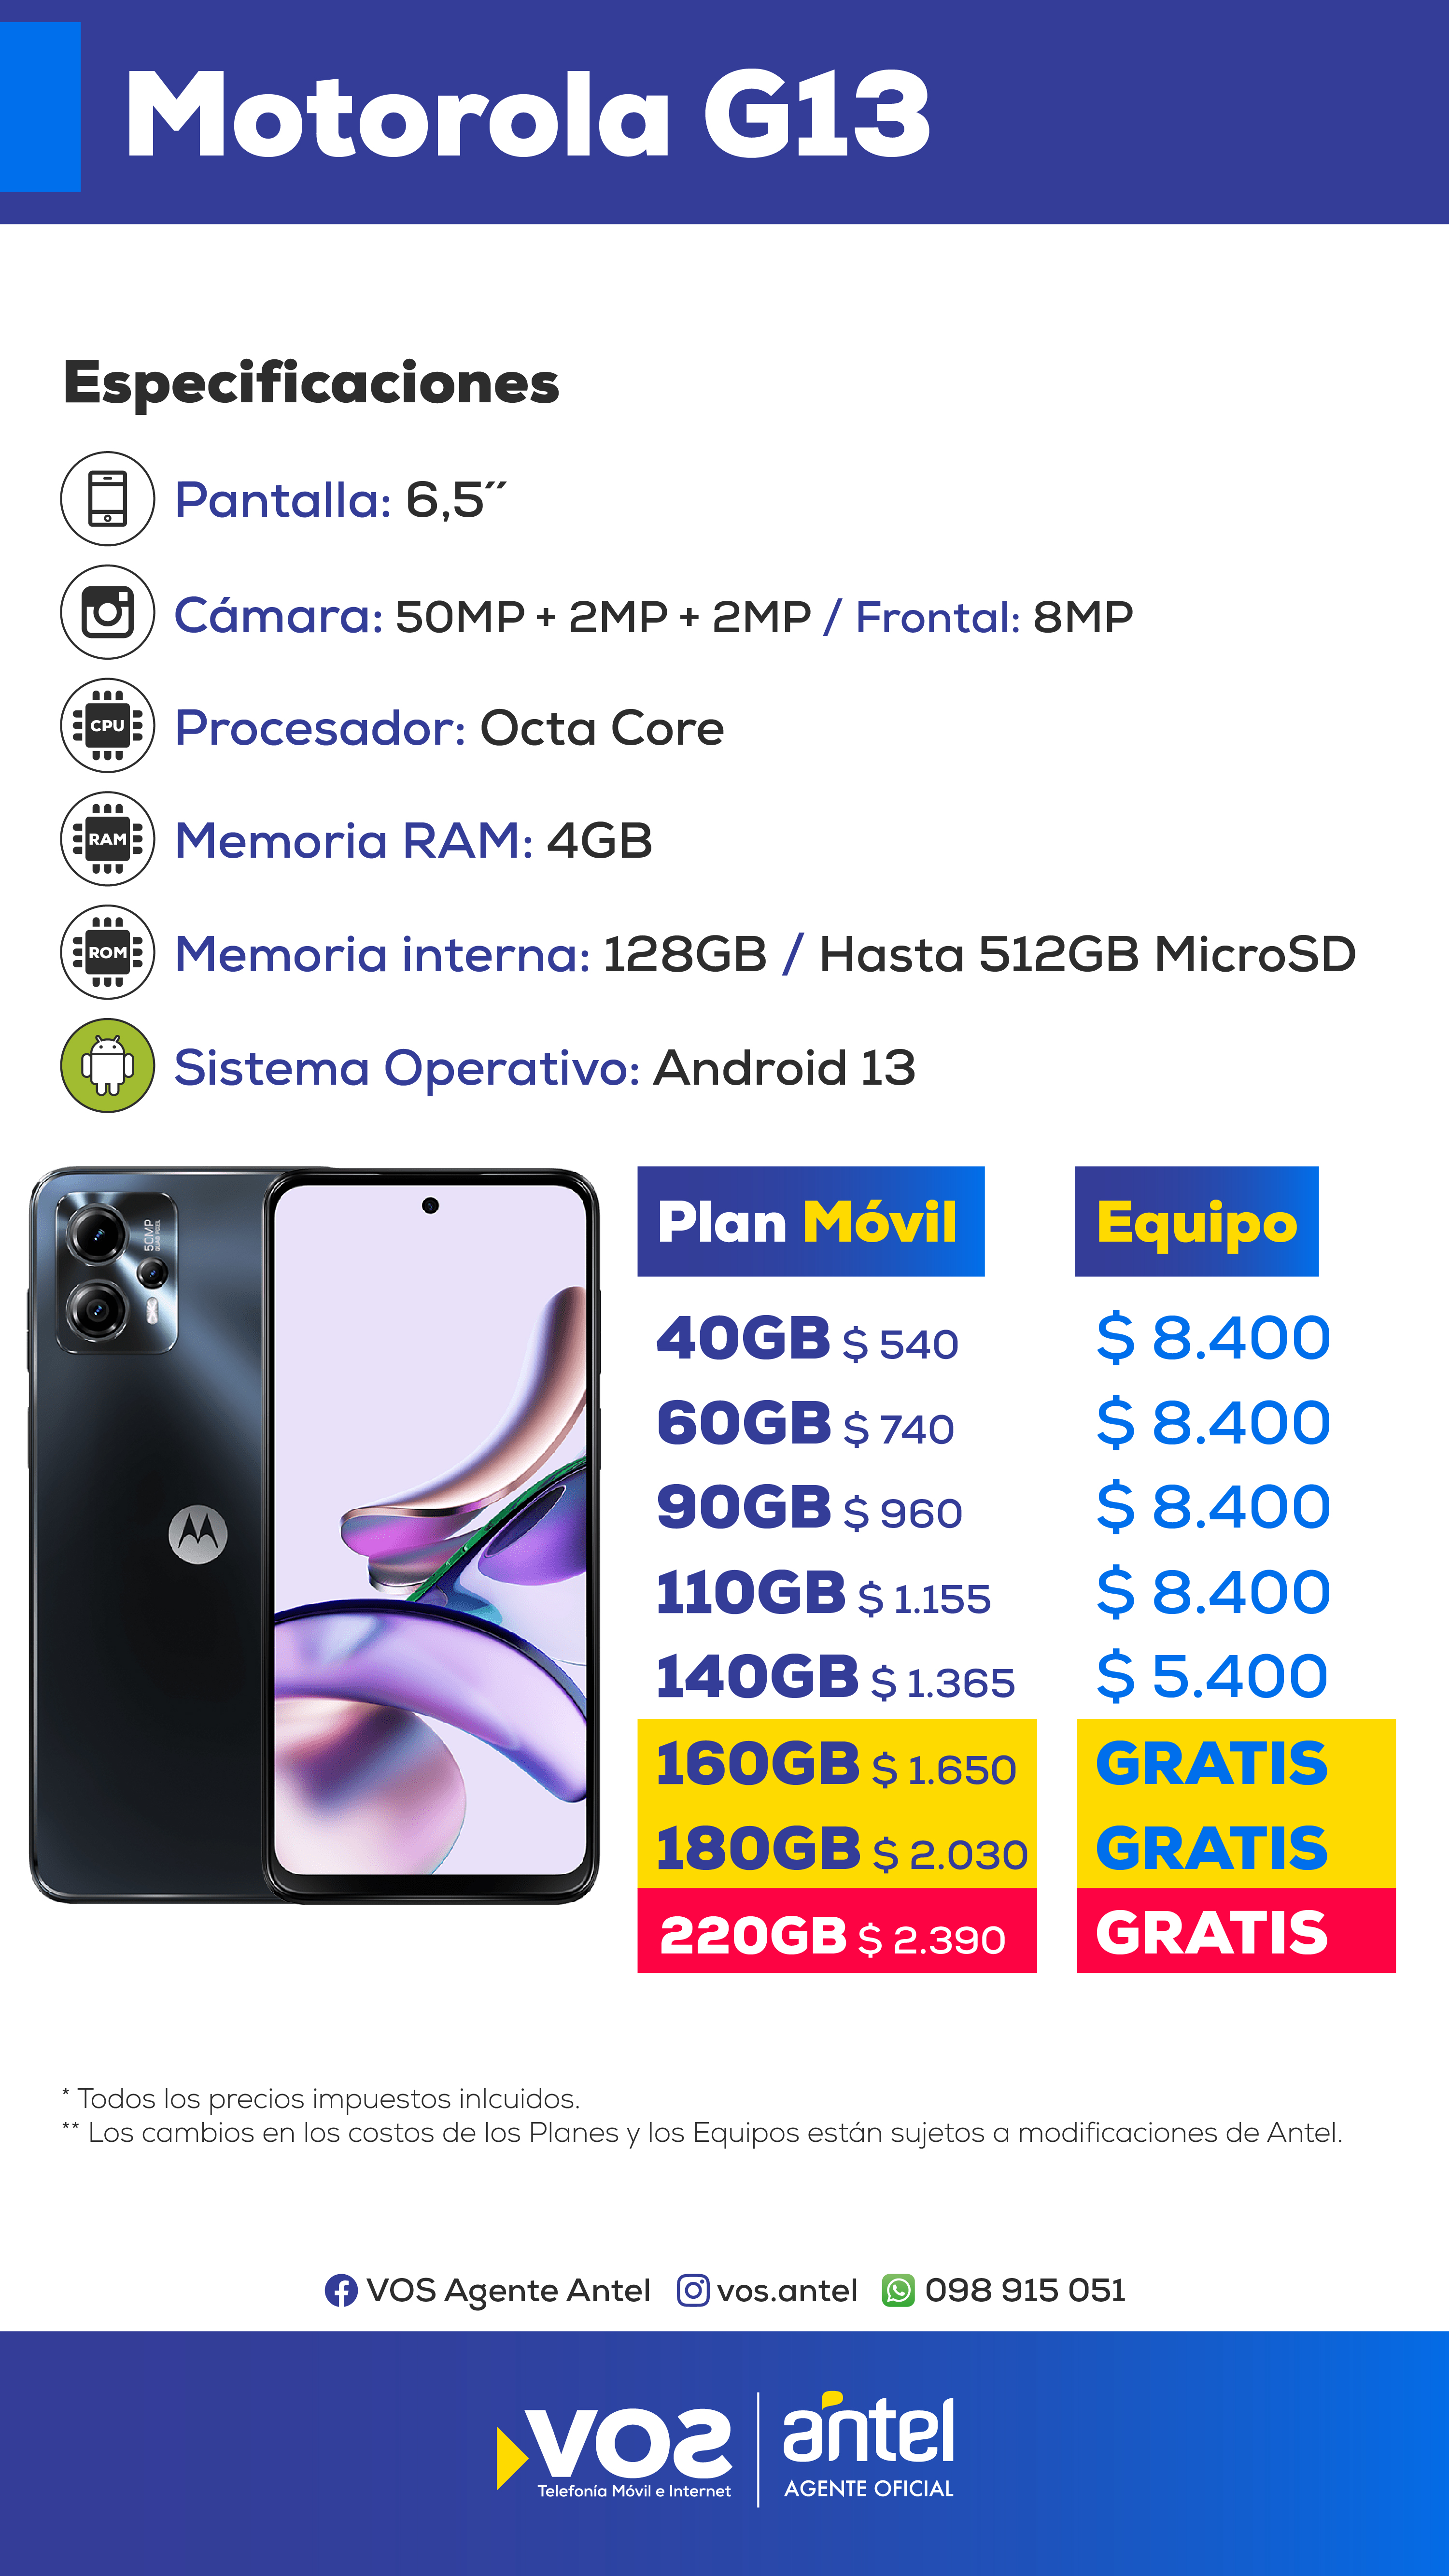 Motorola G13
Especificaciones
Pantalla: 6,5´´
Cámara: 50MP + 2MP + 2MP / Frontal: 8MP
CPU
Procesador: Octa Core
RAM
Memoria RAM: 4GB
ROM
Memoria interna: 128GB / Hasta 512GB MicroSD
Sistema Operativo: Android 13
50MP
QUAD PIXEL
Plan Móvil Equipo
40GB $ 540 $ 8.400
60GB $ 740 $ 8.400
90GB $ 960 $ 8.400
110GB $ 1.155 $ 8.400
140GB $ 1.365 $ 5.400
160GB $ 1.650 GRATIS
180GB $ 2.030 GRATIS
220GB $ 2.390 GRATIS
* Todos los precios impuestos inlcuidos.
** Los cambios en los costos de los Planes y los Equipos están sujetos a modificaciones de Antel.
VOS Agente Antel vos.antel 098 915 051
VOS
Telefonía Móvil e Internet
antel
AGENTE OFICIAL